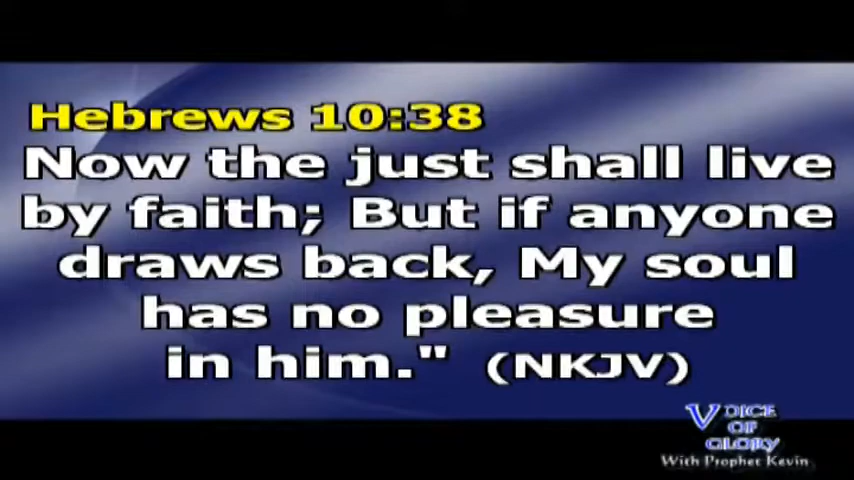 Hebrews 10:38
Now the just shall live
by faith; But if anyone
draws back, My soul
has no pleasure
in him." (NKJV)
VOICE
OF
GLORY
With Prophet Kevin